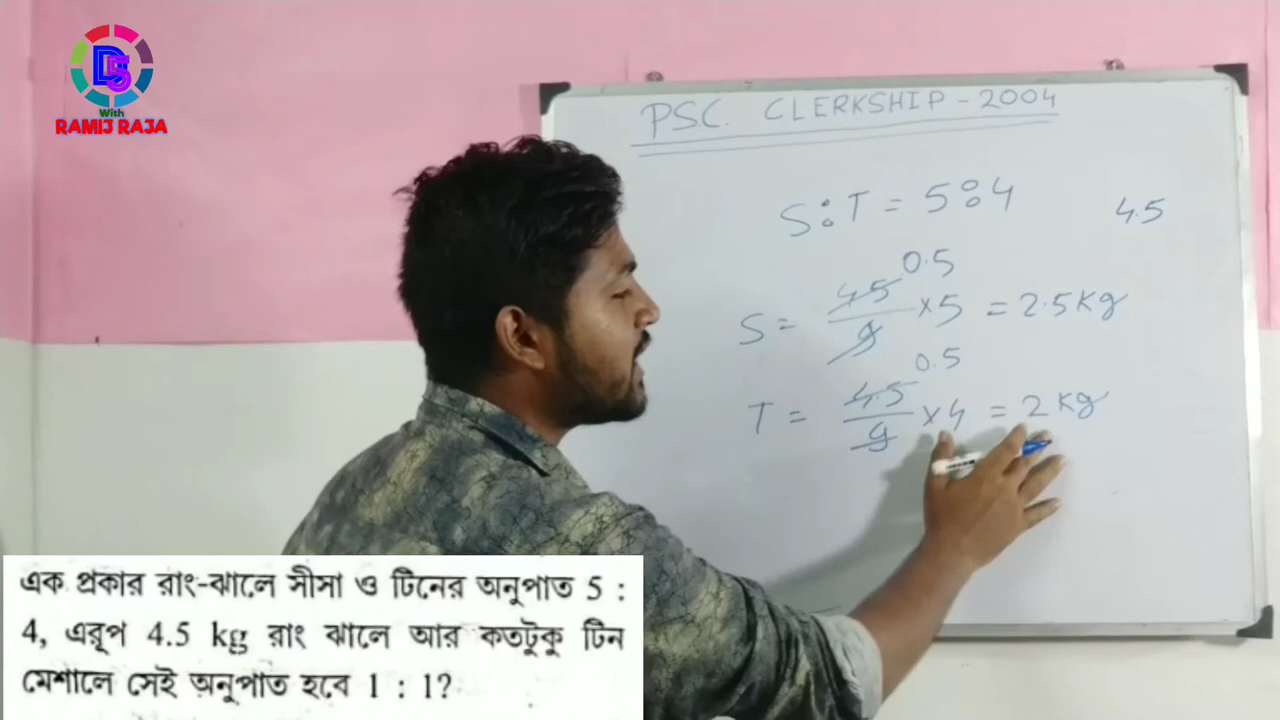 D5
With
RAMIJ RAJA
PSC. CLERKSHIP - 2004
S : T = 5 : 4
4.5
0.5
S = 4.5/9 × 5 = 2.5 Kg
0.5
T = 4.5/9 × 4 = 2 Kg
এক প্রকার রাং-ঝালে সীসা ও টিনের অনুপাত 5 :
4, এরূপ 4.5 kg রাং ঝালে আর কতটুকু টিন
মেশালে সেই অনুপাত হবে 1 : 1?